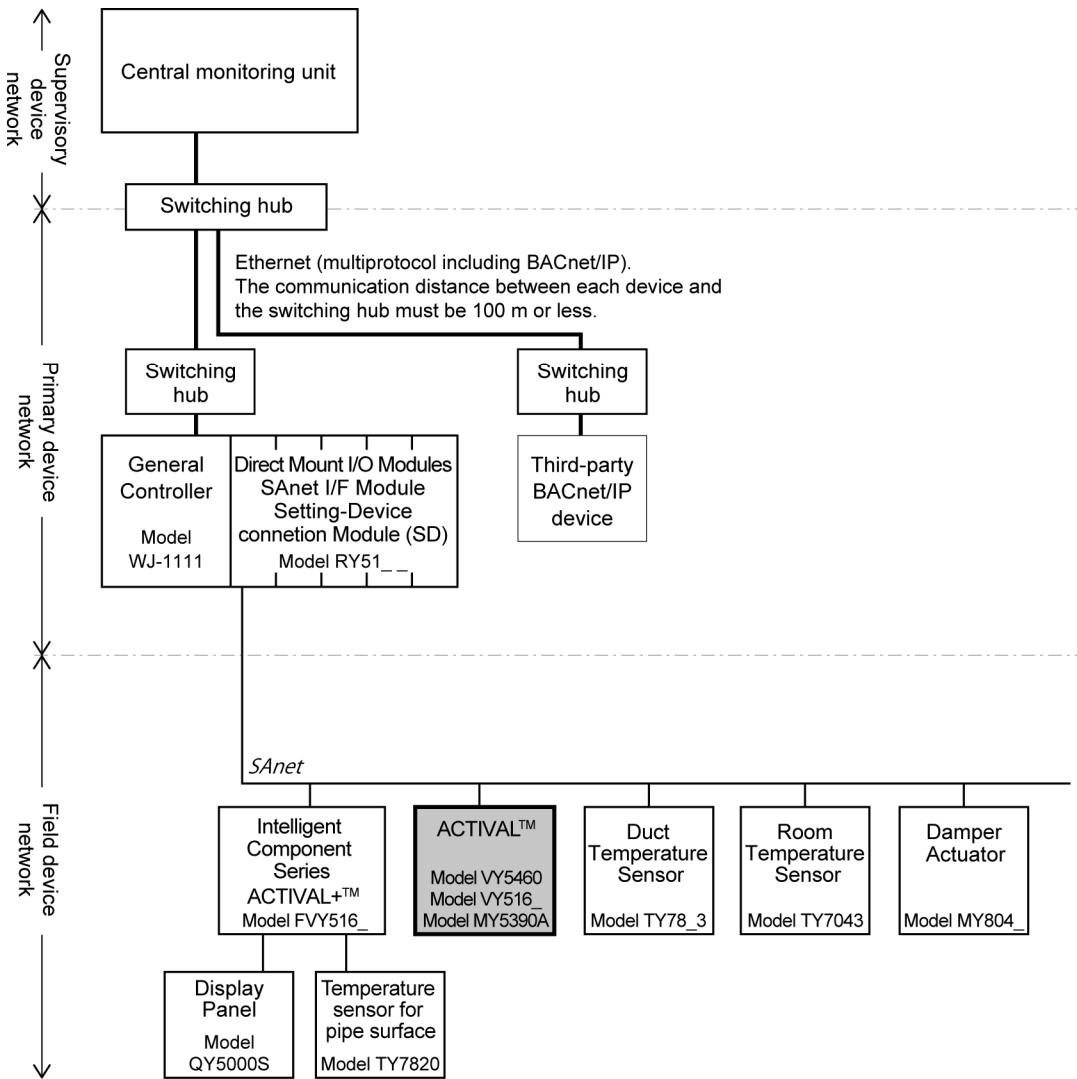 Supervisory
device
network
Central monitoring unit
Switching hub
Ethernet (multiprotocol including BACnet/IP).
The communication distance between each device and
the switching hub must be 100 m or less.
Primary device
network
Switching
hub
Switching
hub
General
Controller
Model
WJ-1111
Direct Mount I/O Modules
SAnet I/F Module
Setting-Device
connetion Module (SD)
Model RY51_ _
Third-party
BACnet/IP
device
Field device
network
SAnet
Intelligent
Component
Series
ACTIVAL+™
Model FVY516_
ACTIVAL™
Model VY5460
Model VY516_
Model MY5390A
Duct
Temperature
Sensor
Model TY78_3
Room
Temperature
Sensor
Model TY7043
Damper
Actuator
Model MY804_
Display
Panel
Model
QY5000S
Temperature
sensor for
pipe surface
Model TY7820